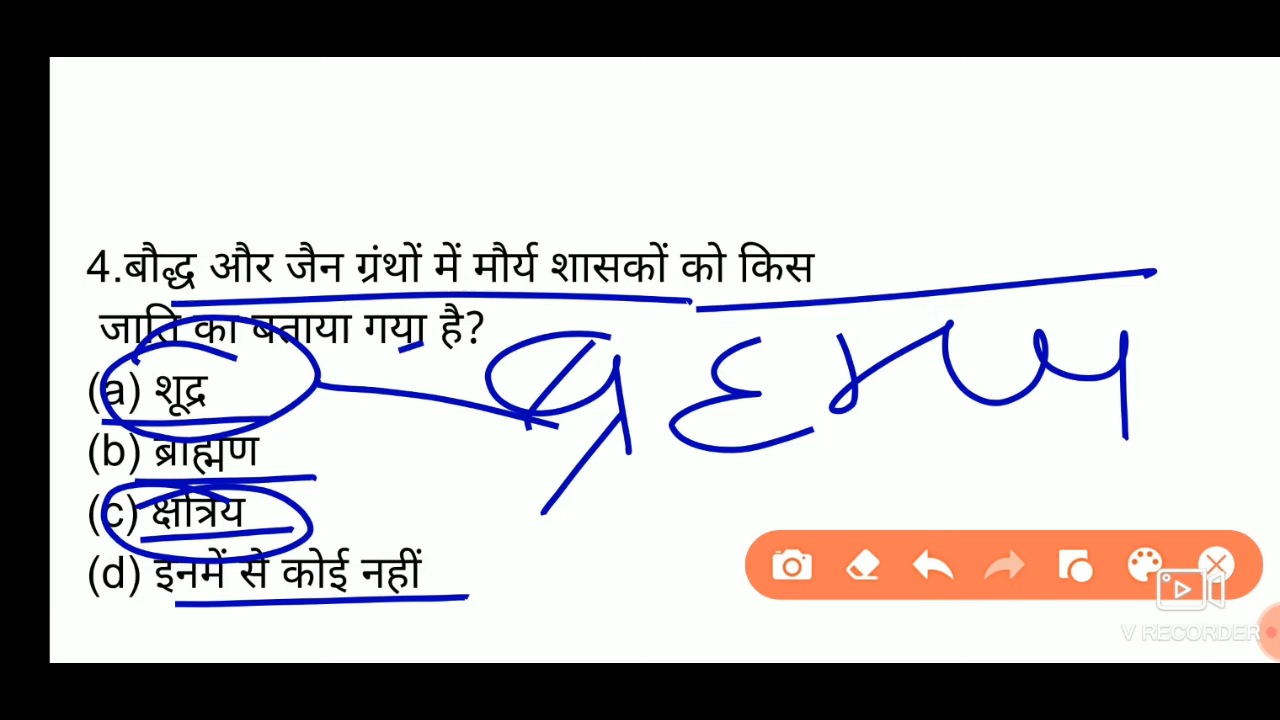 4.बौद्ध और जैन ग्रंथों में मौर्य शासकों को किस
जाति का बताया गया है?
(a) शूद्र
(b) ब्राह्मण
(c) क्षत्रिय
(d) इनमें से कोई नहीं
V RECORDER